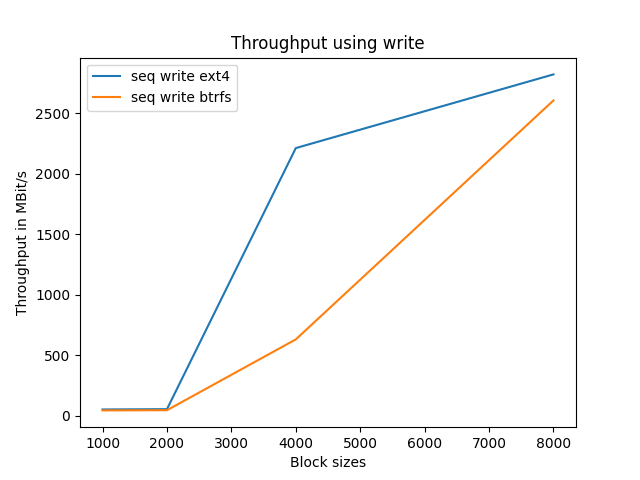 Throughput using write
seq write ext4
seq write btrfs
Throughput in MBit/s
2500
2000
1500
1000
500
0
1000 2000 3000 4000 5000 6000 7000 8000
Block sizes